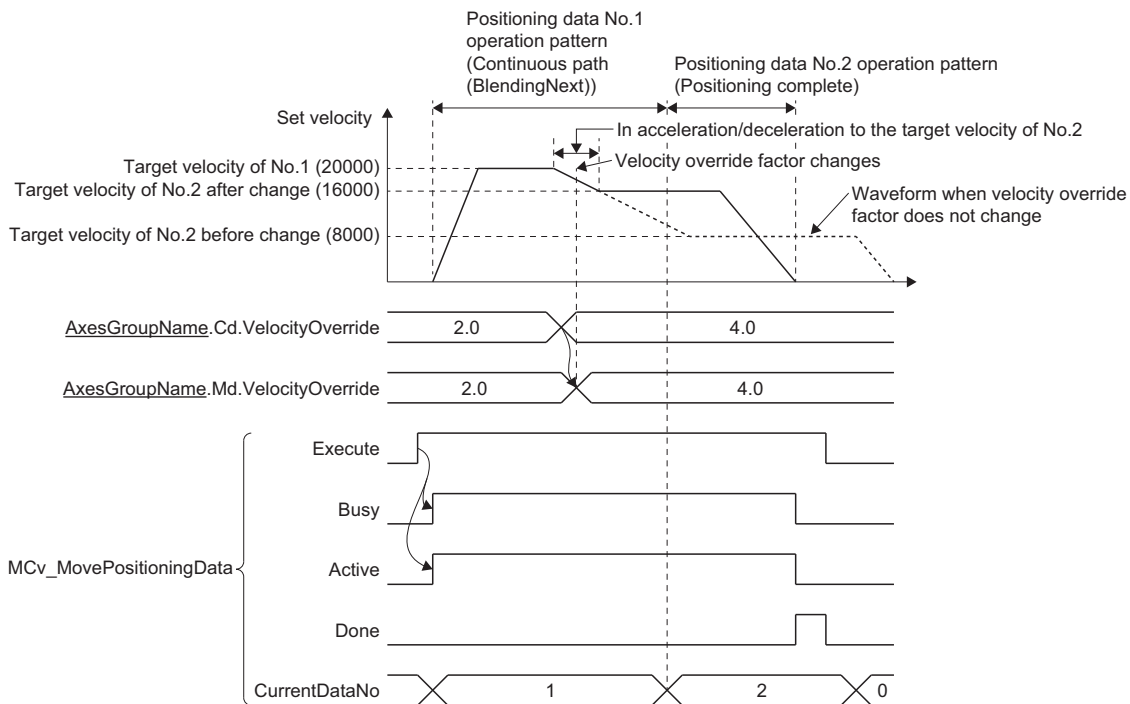 Positioning data No.1
operation pattern
(Continuous path
(BlendingNext))
Positioning data No.2 operation pattern
(Positioning complete)
Set velocity
In acceleration/deceleration to the target velocity of No.2
Target velocity of No.1 (20000)
Velocity override factor changes
Target velocity of No.2 after change (16000)
Waveform when velocity override
factor does not change
Target velocity of No.2 before change (8000)
AxesGroupName.Cd.VelocityOverride
2.0
4.0
AxesGroupName.Md.VelocityOverride
2.0
4.0
Execute
Busy
MCv_MovePositioningData
Active
Done
CurrentDataNo
1
2
0